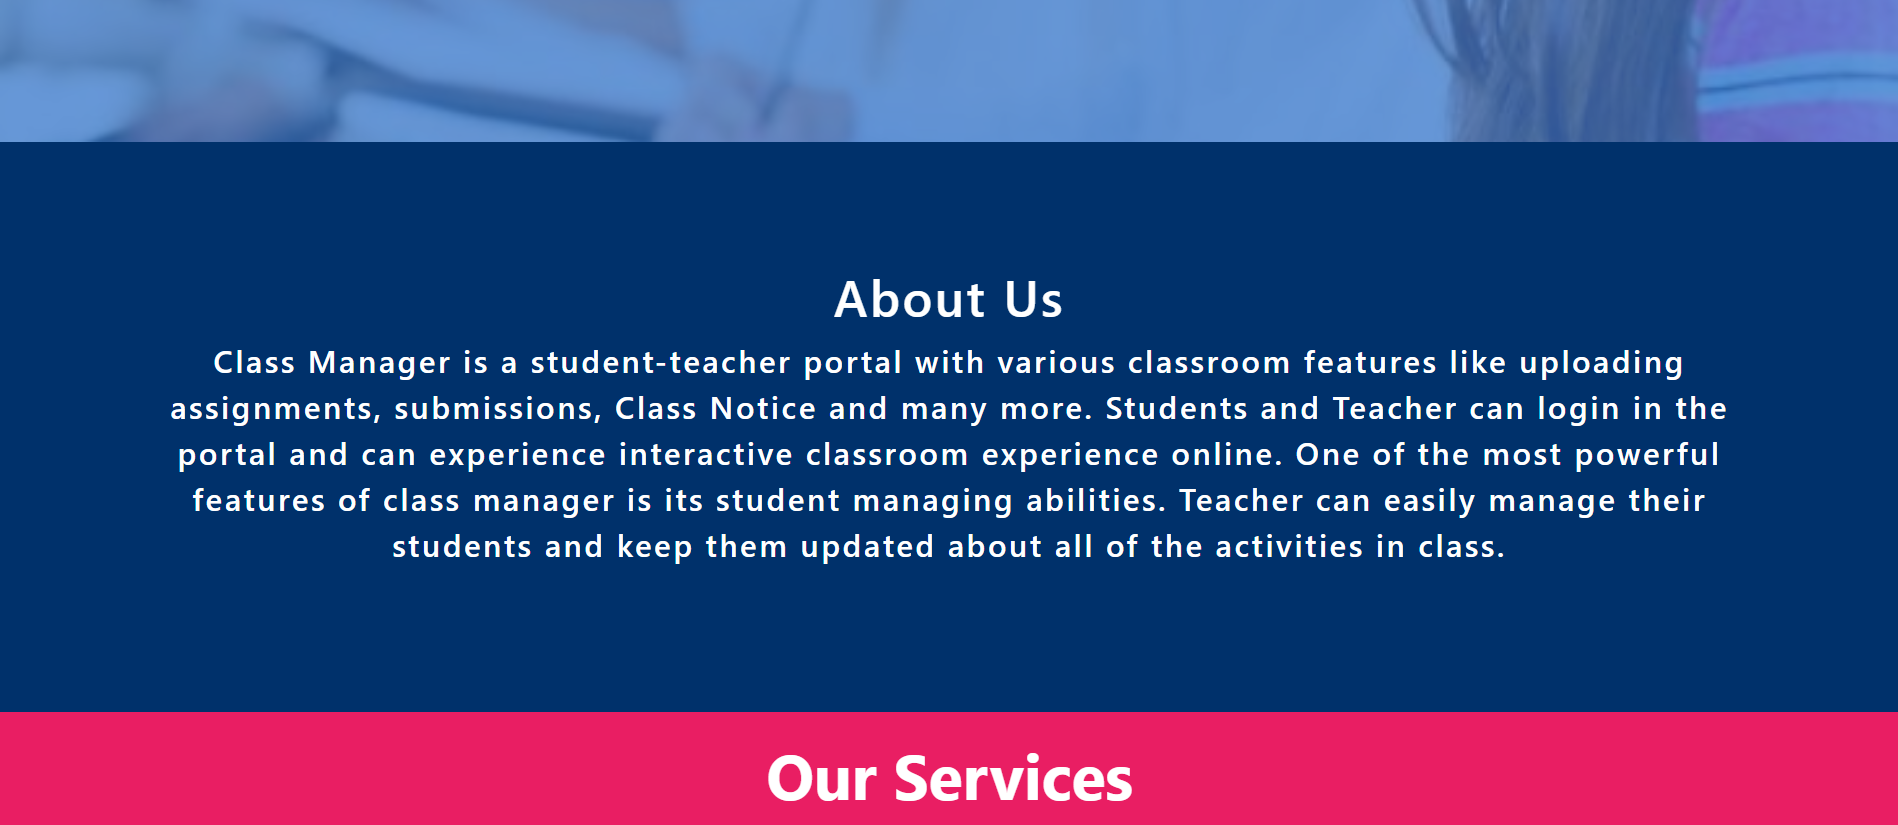 About Us
Class Manager is a student-teacher portal with various classroom features like uploading
assignments, submissions, Class Notice and many more. Students and Teacher can login in the
portal and can experience interactive classroom experience online. One of the most powerful
features of class manager is its student managing abilities. Teacher can easily manage their
students and keep them updated about all of the activities in class.
Our Services